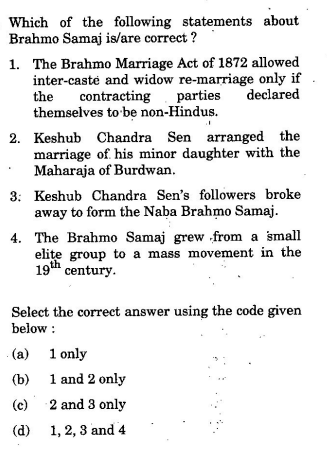 Which of the following statements about
Brahmo Samaj is/are correct ?
1. The Brahmo Marriage Act of 1872 allowed
inter-caste and widow re-marriage only if
the contracting parties declared
themselves to be non-Hindus.
2. Keshub Chandra Sen arranged the
marriage of his minor daughter with the
Maharaja of Burdwan.
3. Keshub Chandra Sen's followers broke
away to form the Naba Brahmo Samaj.
4. The Brahmo Samaj grew from a small
elite group to a mass movement in the
19th century.
Select the correct answer using the code given
below :
(a) 1 only
(b) 1 and 2 only
(c) 2 and 3 only
(d) 1, 2, 3 and 4